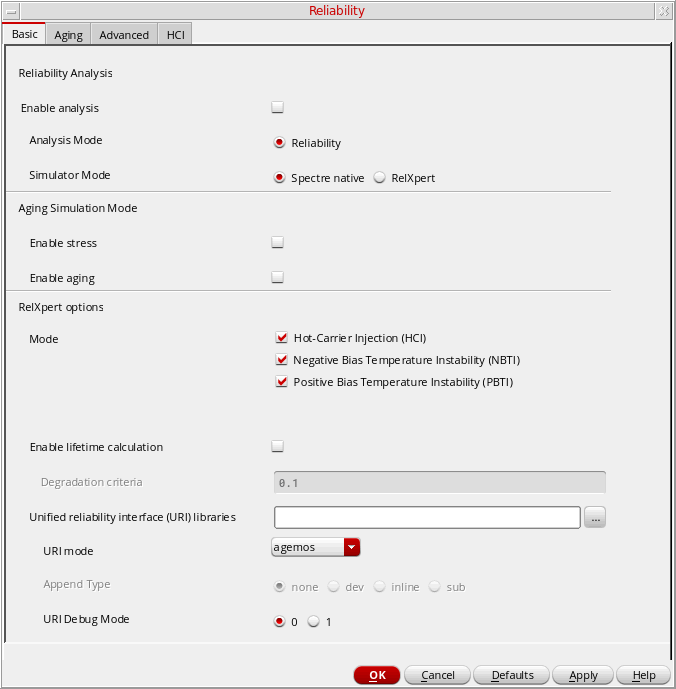 Reliability
Basic Aging Advanced HCI
Reliability Analysis
Enable analysis
Analysis Mode Reliability
Simulator Mode Spectre native RelXpert
Aging Simulation Mode
Enable stress
Enable aging
RelXpert options
Mode Hot-Carrier Injection (HCI)
Negative Bias Temperature Instability (NBTI)
Positive Bias Temperature Instability (PBTI)
Enable lifetime calculation
Degradation criteria 0.1
Unified reliability interface (URI) libraries ...
URI mode agemos
Append Type none dev inline sub
URI Debug Mode 0 1
OK Cancel Defaults Apply Help